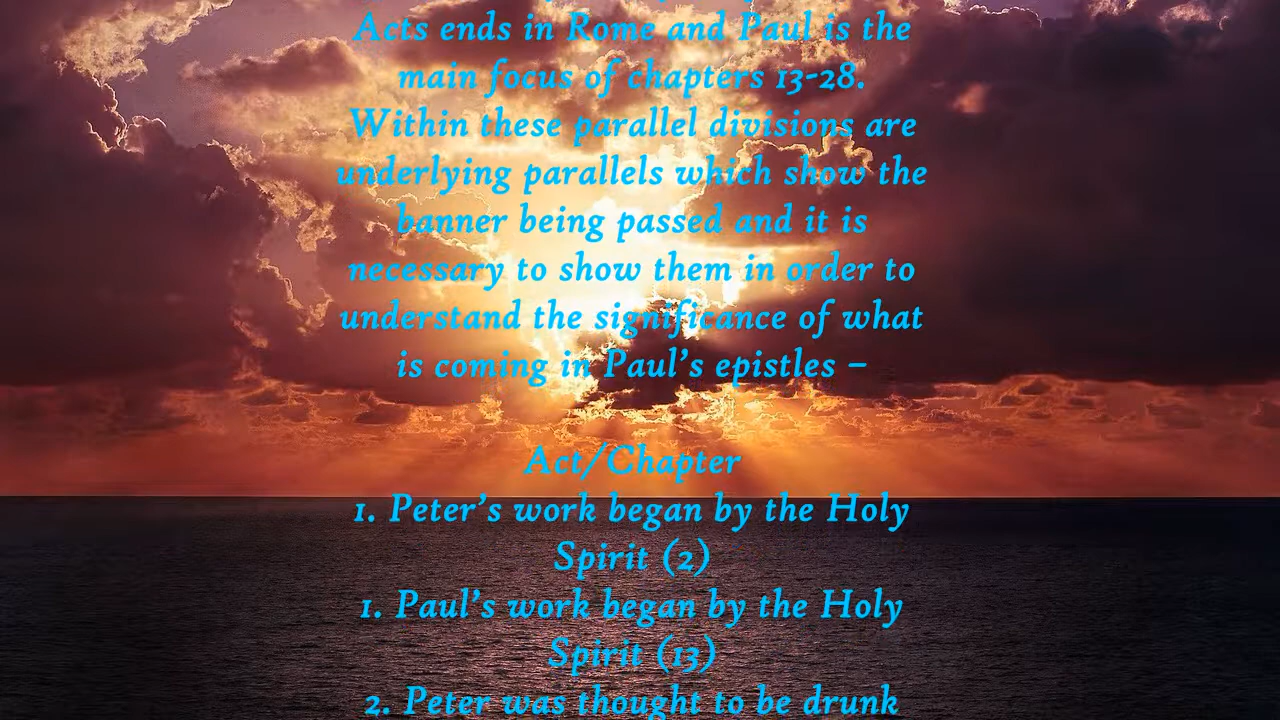 Acts ends in Rome and Paul is the
main focus of chapters 13-28.
Within these parallel divisions are
underlying parallels which show the
banner being passed and it is
necessary to show them in order to
understand the significance of what
is coming in Paul’s epistles –
Act/Chapter
1. Peter’s work began by the Holy
Spirit (2)
1. Paul’s work began by the Holy
Spirit (13)
2. Peter was thought to be drunk